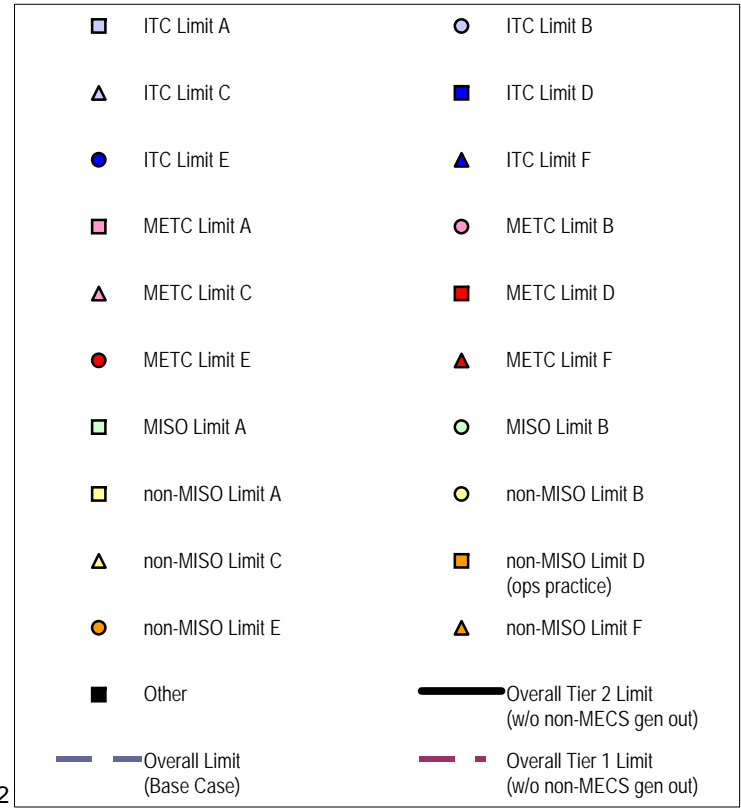 ITC Limit A
ITC Limit B
ITC Limit C
ITC Limit D
ITC Limit E
ITC Limit F
METC Limit A
METC Limit B
METC Limit C
METC Limit D
METC Limit E
METC Limit F
MISO Limit A
MISO Limit B
non-MISO Limit A
non-MISO Limit B
non-MISO Limit C
non-MISO Limit D
(ops practice)
non-MISO Limit E
non-MISO Limit F
Other
Overall Tier 2 Limit
(w/o non-MECS gen out)
Overall Limit
(Base Case)
Overall Tier 1 Limit
(w/o non-MECS gen out)
2